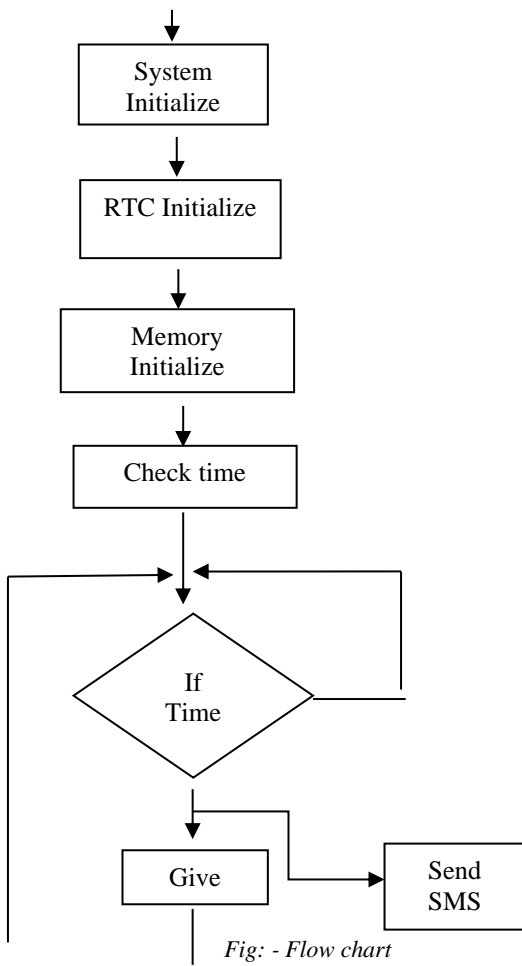 System
Initialize
RTC Initialize
Memory
Initialize
Check time
If
Time
Give
Send
SMS
Fig: - Flow chart